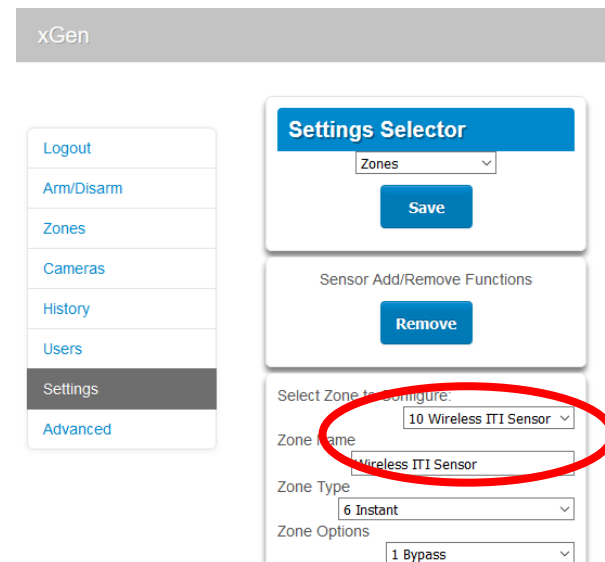 xGen
Logout
Arm/Disarm
Zones
Cameras
History
Users
Settings
Advanced
Settings Selector
Zones
Save
Sensor Add/Remove Functions
Remove
Select Zone to Configure:
10 Wireless ITI Sensor
Zone Name
Wireless ITI Sensor
Zone Type
6 Instant
Zone Options
1 Bypass